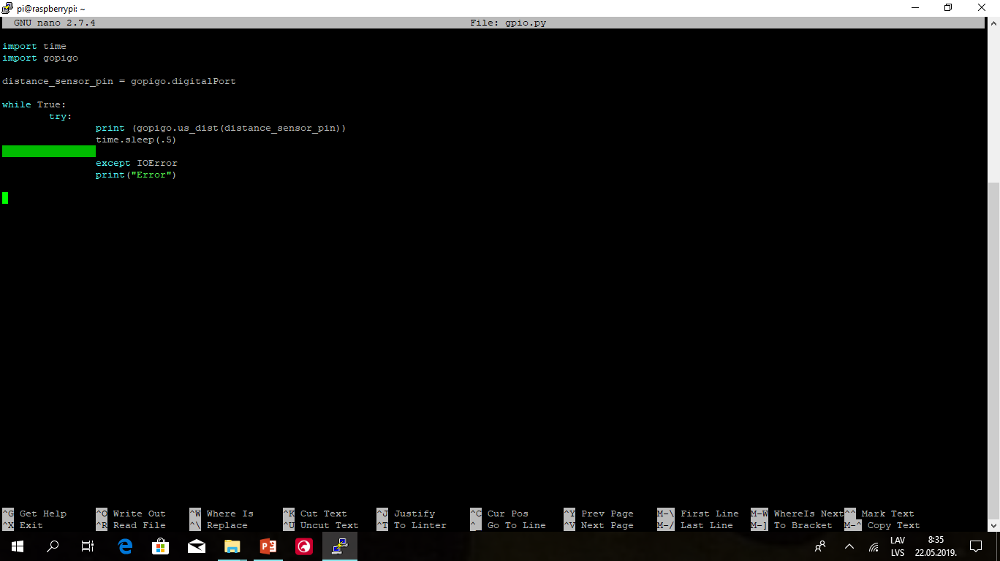 pi@raspberrypi: ~
GNU nano 2.7.4 File: gpio.py
import time
import gopigo
distance_sensor_pin = gopigo.digitalPort
while True:
try:
print (gopigo.us_dist(distance_sensor_pin))
time.sleep(.5)
except IOError
print("Error")
^G Get Help ^O Write Out ^W Where Is ^K Cut Text ^J Justify ^C Cur Pos ^Y Prev Page M-\ First Line M-W WhereIs Next ^^ Mark Text
^X Exit ^R Read File ^\ Replace ^U Uncut Text ^T To Linter ^_ Go To Line ^V Next Page M-/ Last Line M-] To Bracket M-^ Copy Text
LAV 8:35
LVS 22.05.2019.